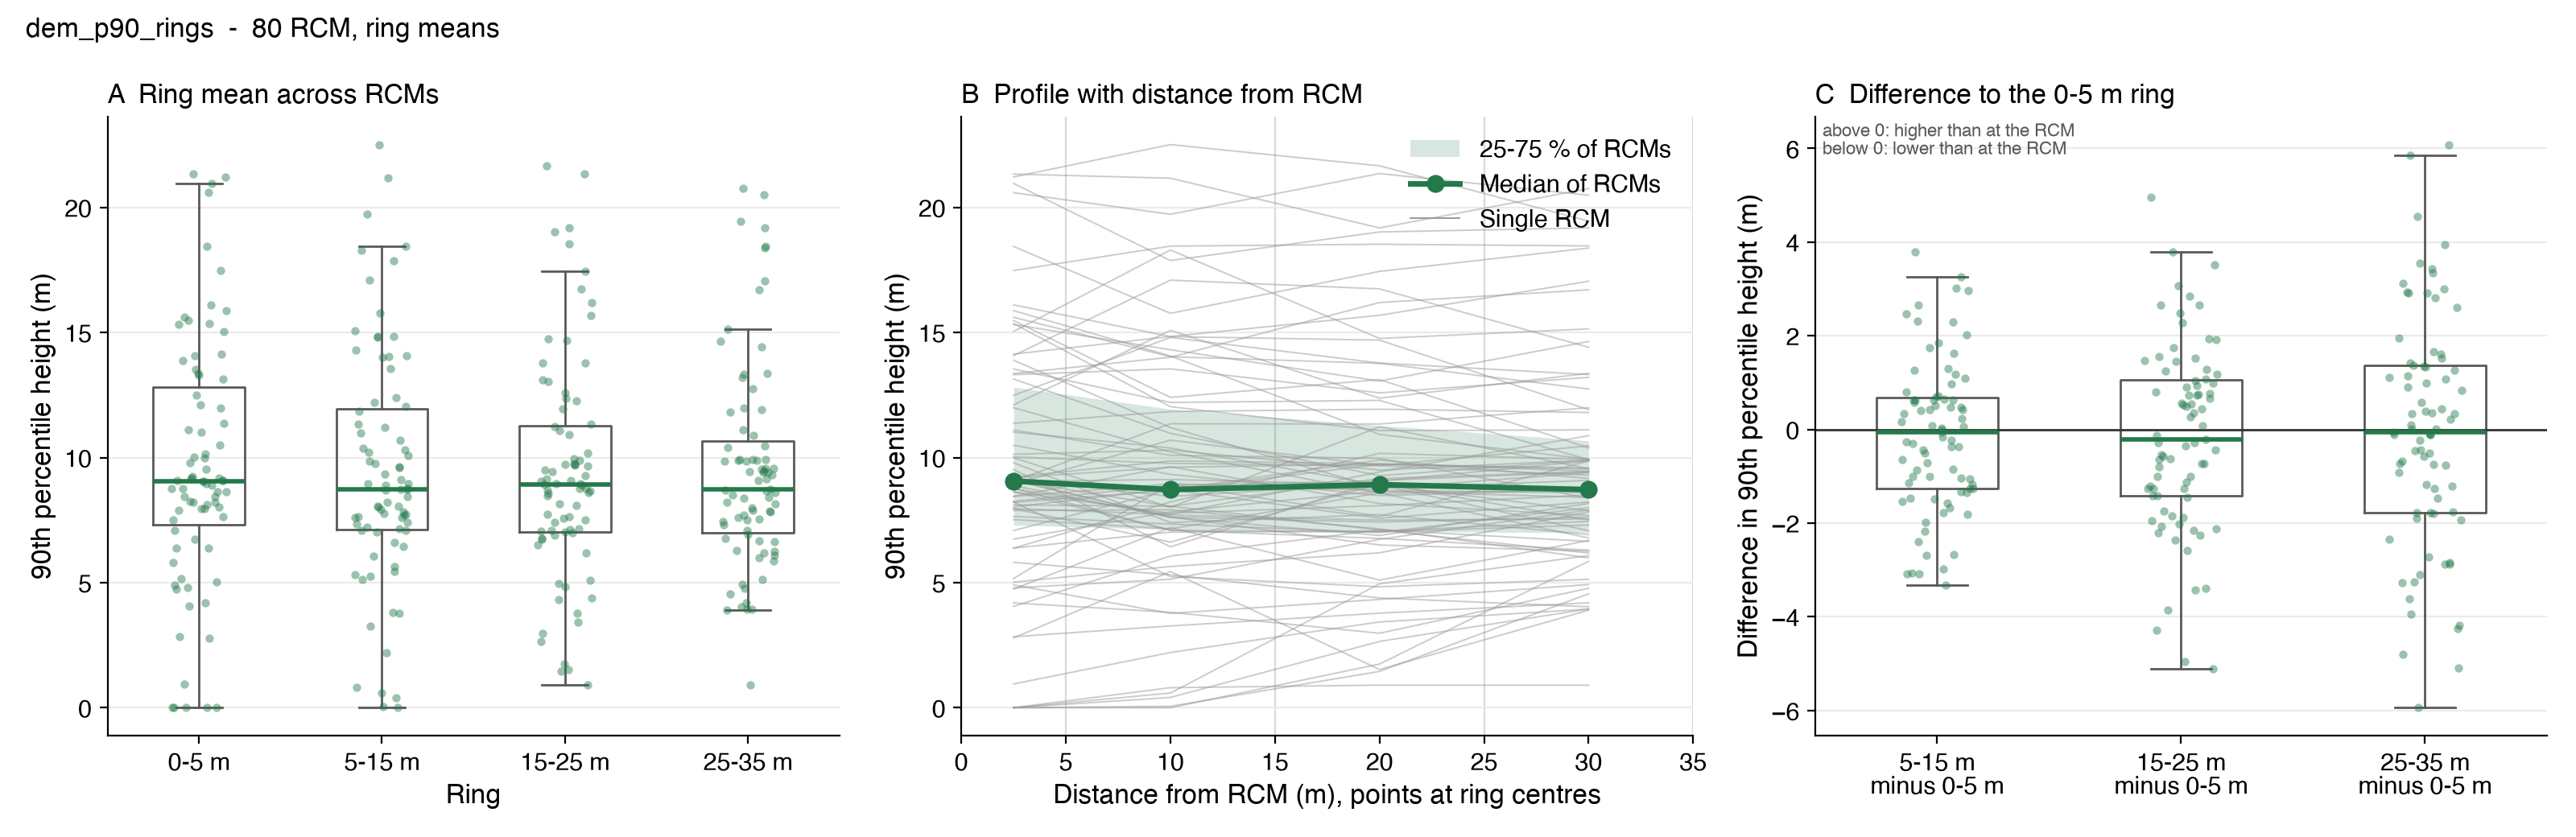 dem_p90_rings - 80 RCM, ring means
A Ring mean across RCMs
90th percentile height (m)
20
15
10
5
0
0-5 m
5-15 m
15-25 m
25-35 m
Ring
B Profile with distance from RCM
25-75 % of RCMs
Median of RCMs
Single RCM
90th percentile height (m)
20
15
10
5
0
0
5
10
15
20
25
30
35
Distance from RCM (m), points at ring centres
C Difference to the 0-5 m ring
above 0: higher than at the RCM
below 0: lower than at the RCM
Difference in 90th percentile height (m)
6
4
2
0
−2
−4
−6
5-15 m
minus 0-5 m
15-25 m
minus 0-5 m
25-35 m
minus 0-5 m